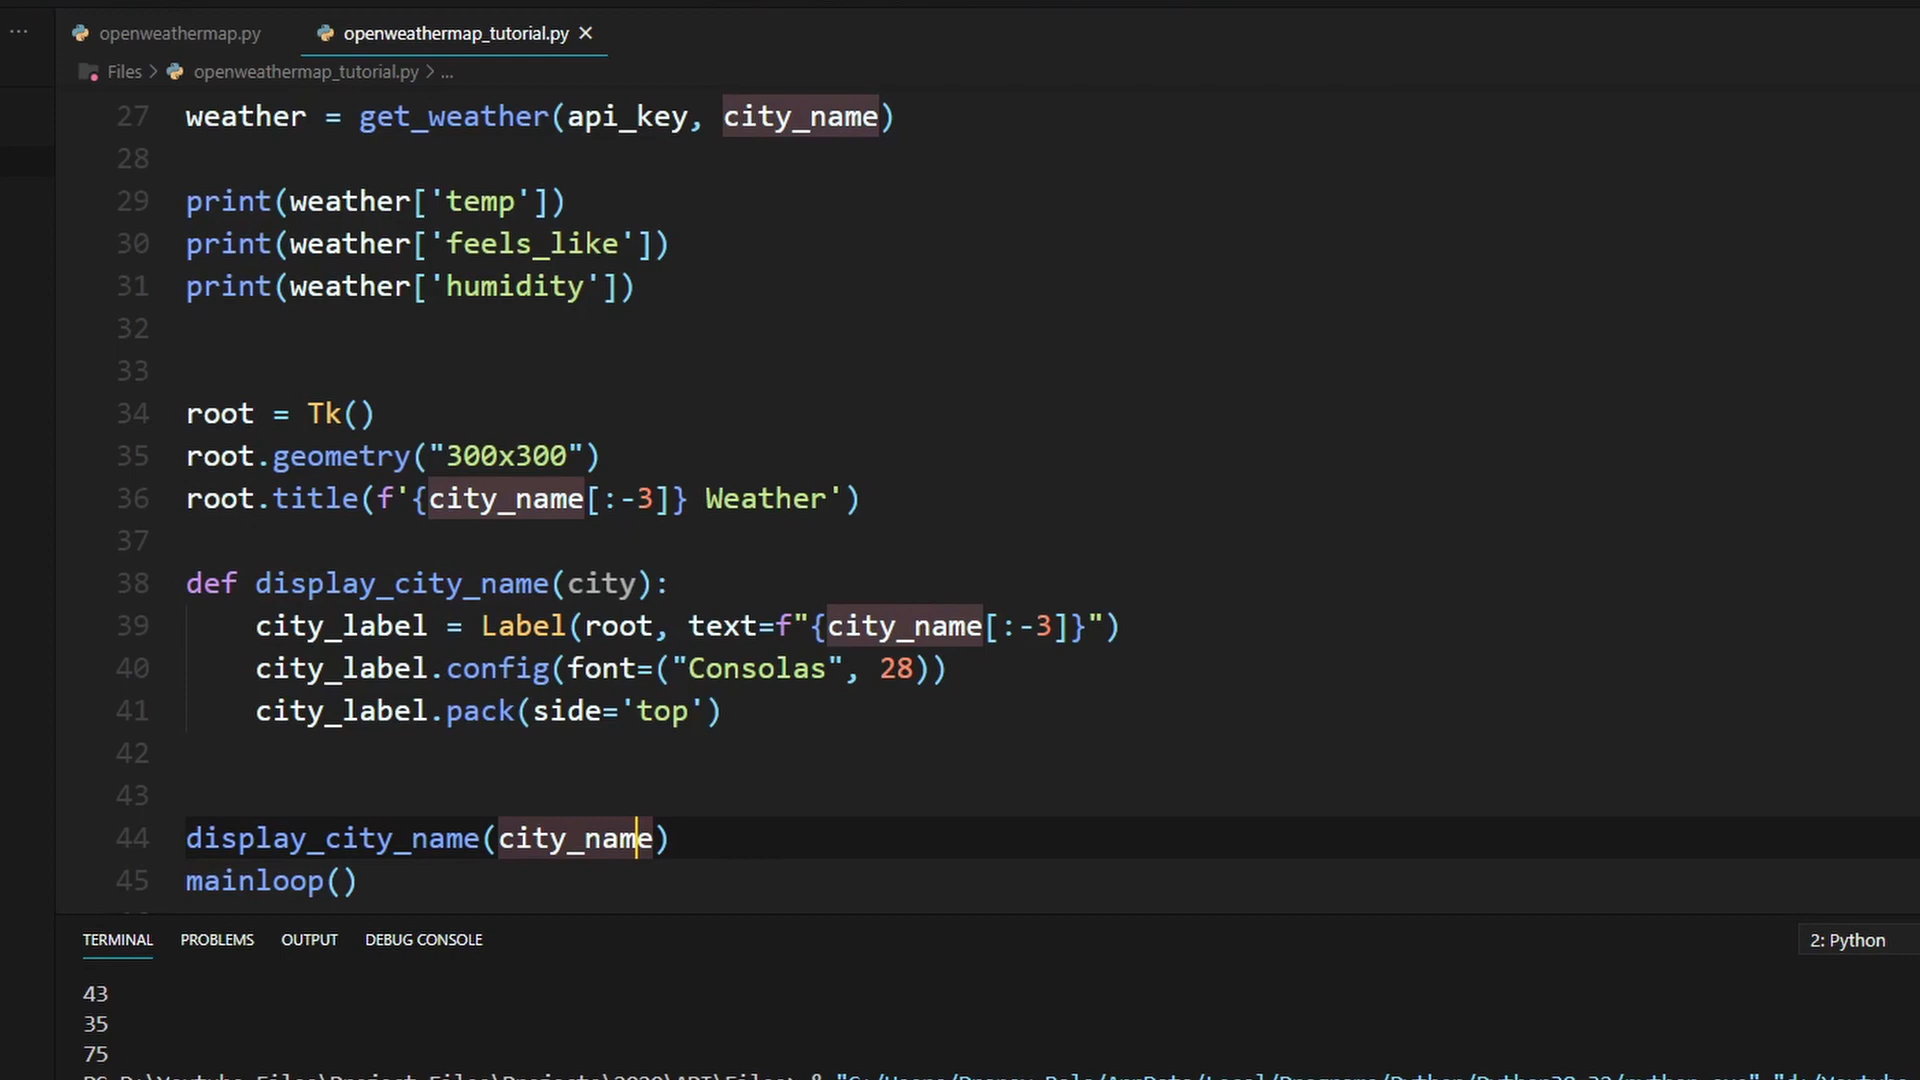 ... openweathermap.py openweathermap_tutorial.py ×
Files > openweathermap_tutorial.py > ...
27 weather = get_weather(api_key, city_name)
28
29 print(weather['temp'])
30 print(weather['feels_like'])
31 print(weather['humidity'])
32
33
34 root = Tk()
35 root.geometry("300x300")
36 root.title(f'{city_name[:-3]} Weather')
37
38 def display_city_name(city):
39     city_label = Label(root, text=f"{city_name[:-3]}")
40     city_label.config(font=("Consolas", 28))
41     city_label.pack(side='top')
42
43
44 display_city_name(city_name)
45 mainloop()
TERMINAL PROBLEMS OUTPUT DEBUG CONSOLE 2: Python
43
35
75